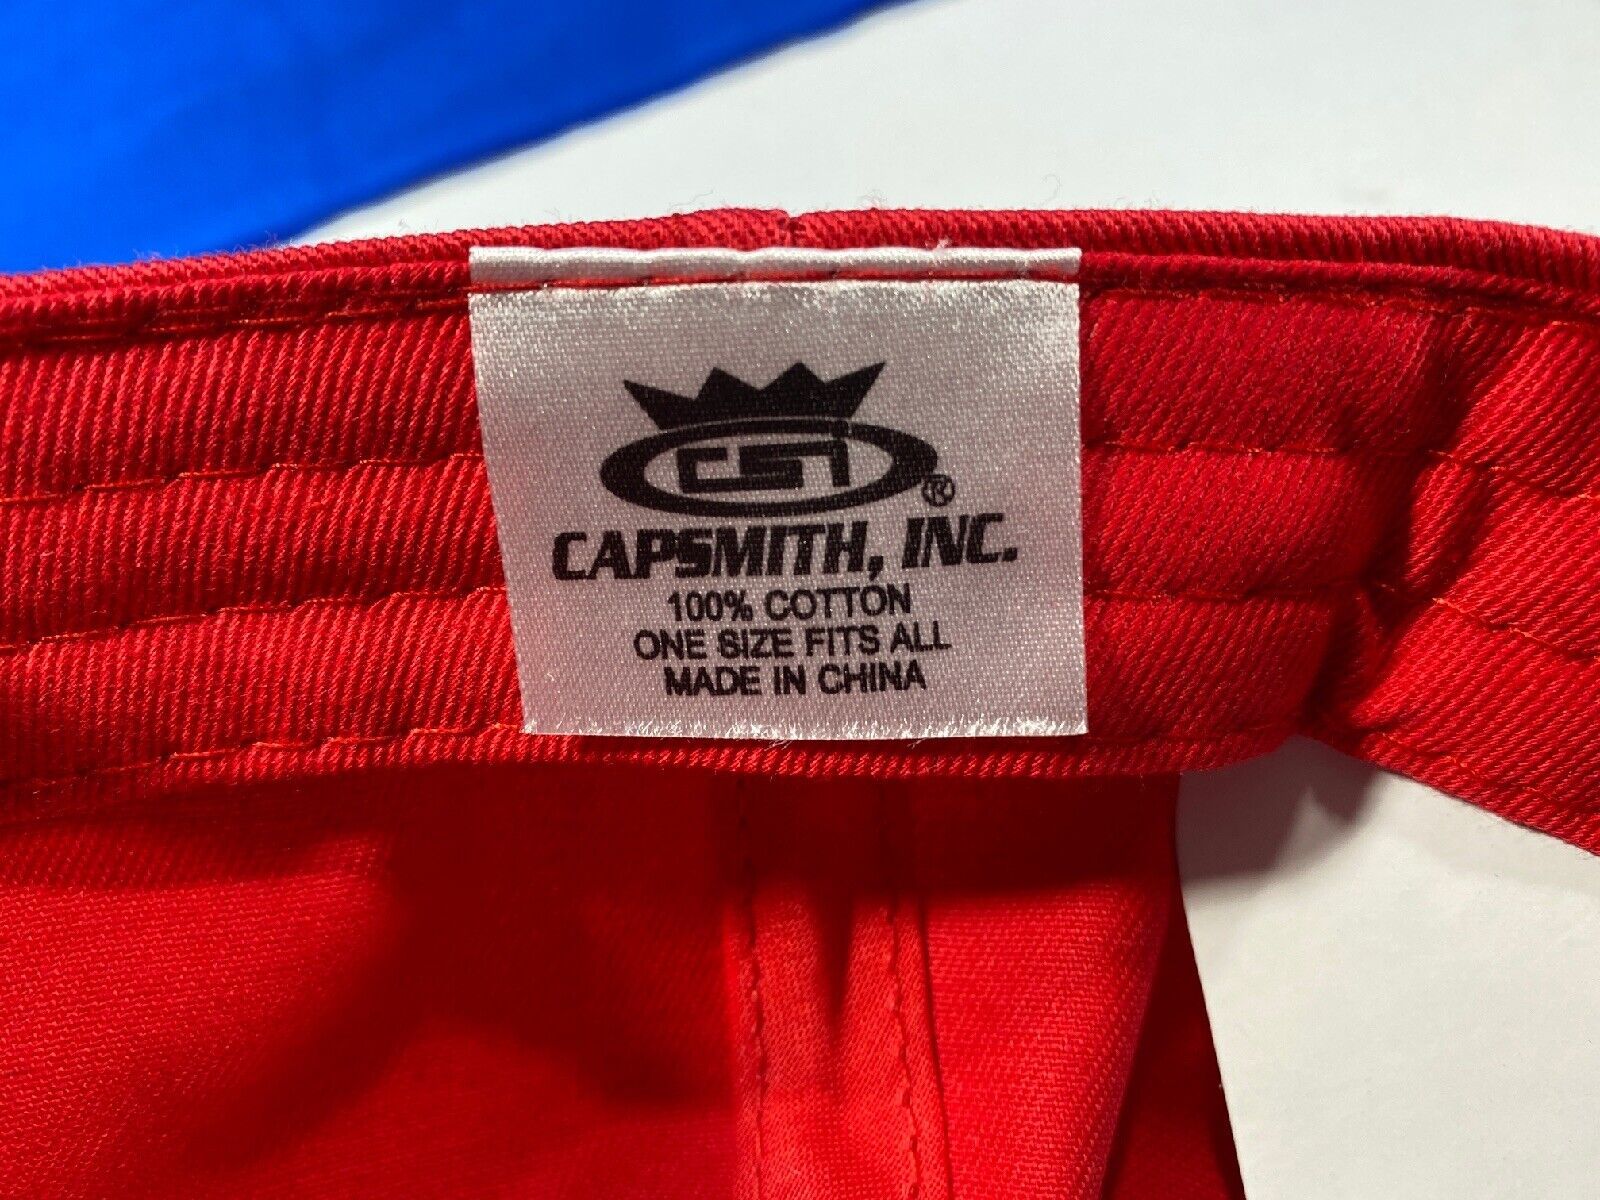 CSI®
CAPSMITH, INC.
100% COTTON
ONE SIZE FITS ALL
MADE IN CHINA